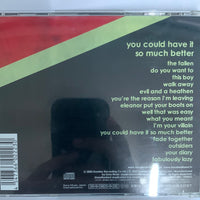 you could have it
so much better
the fallen
do you want to
this boy
walk away
evil and a heathen
you're the reason I'm leaving
eleanor put your boots on
well that was easy
what you meant
I'm your villain
you could have it so much better
fade together
outsiders
your diary
fabulously lazy